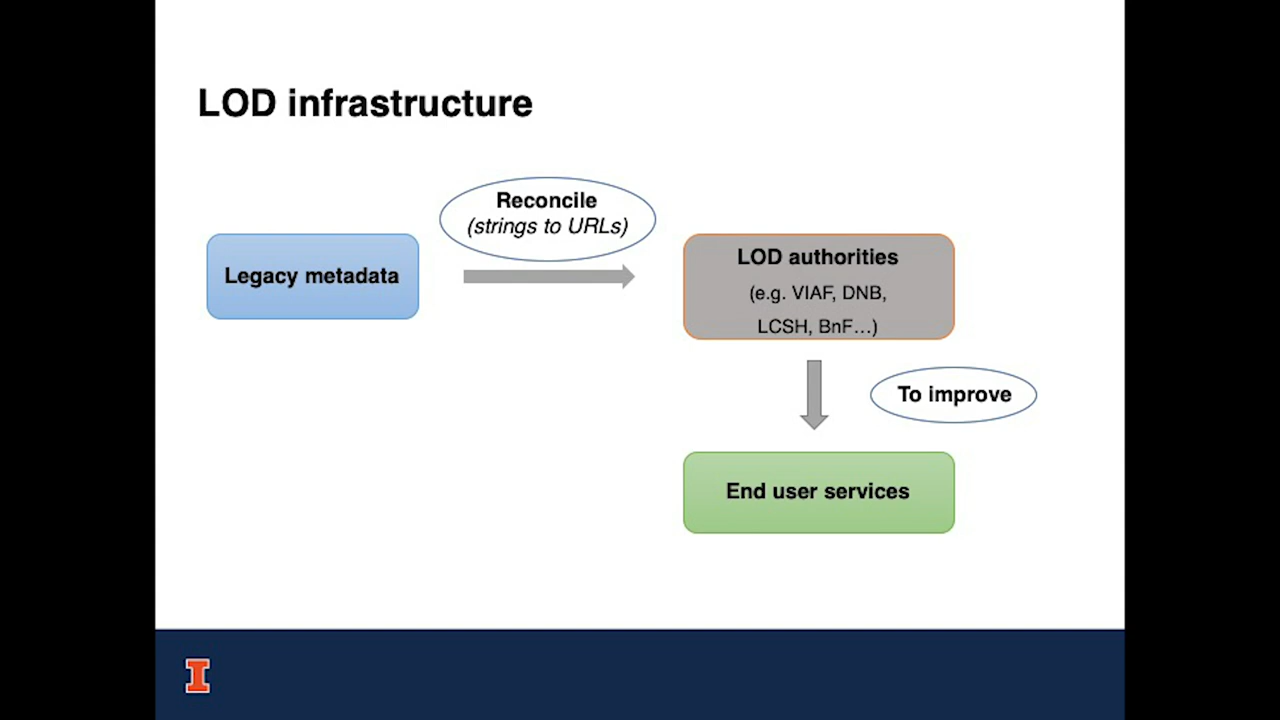 LOD infrastructure
Reconcile
(strings to URLs)
Legacy metadata
LOD authorities
(e.g. VIAF, DNB,
LCSH, BnF…)
To improve
End user services
I